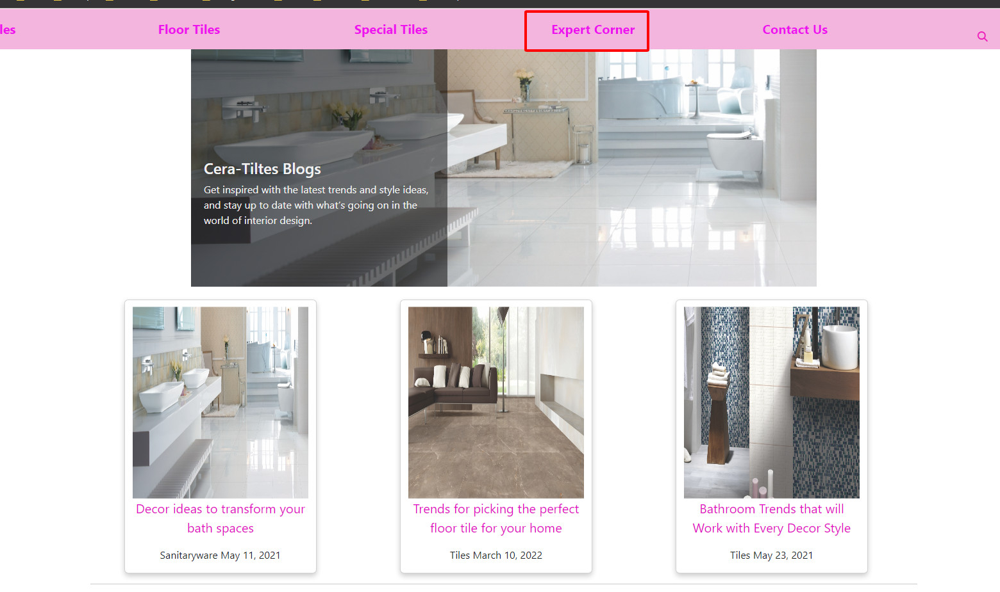 les Floor Tiles Special Tiles Expert Corner Contact Us
Cera-Tiltes Blogs
Get inspired with the latest trends and style ideas,
and stay up to date with what's going on in the
world of interior design.
Decor ideas to transform your
bath spaces
Sanitaryware May 11, 2021
Trends for picking the perfect
floor tile for your home
Tiles March 10, 2022
Bathroom Trends that will
Work with Every Decor Style
Tiles May 23, 2021